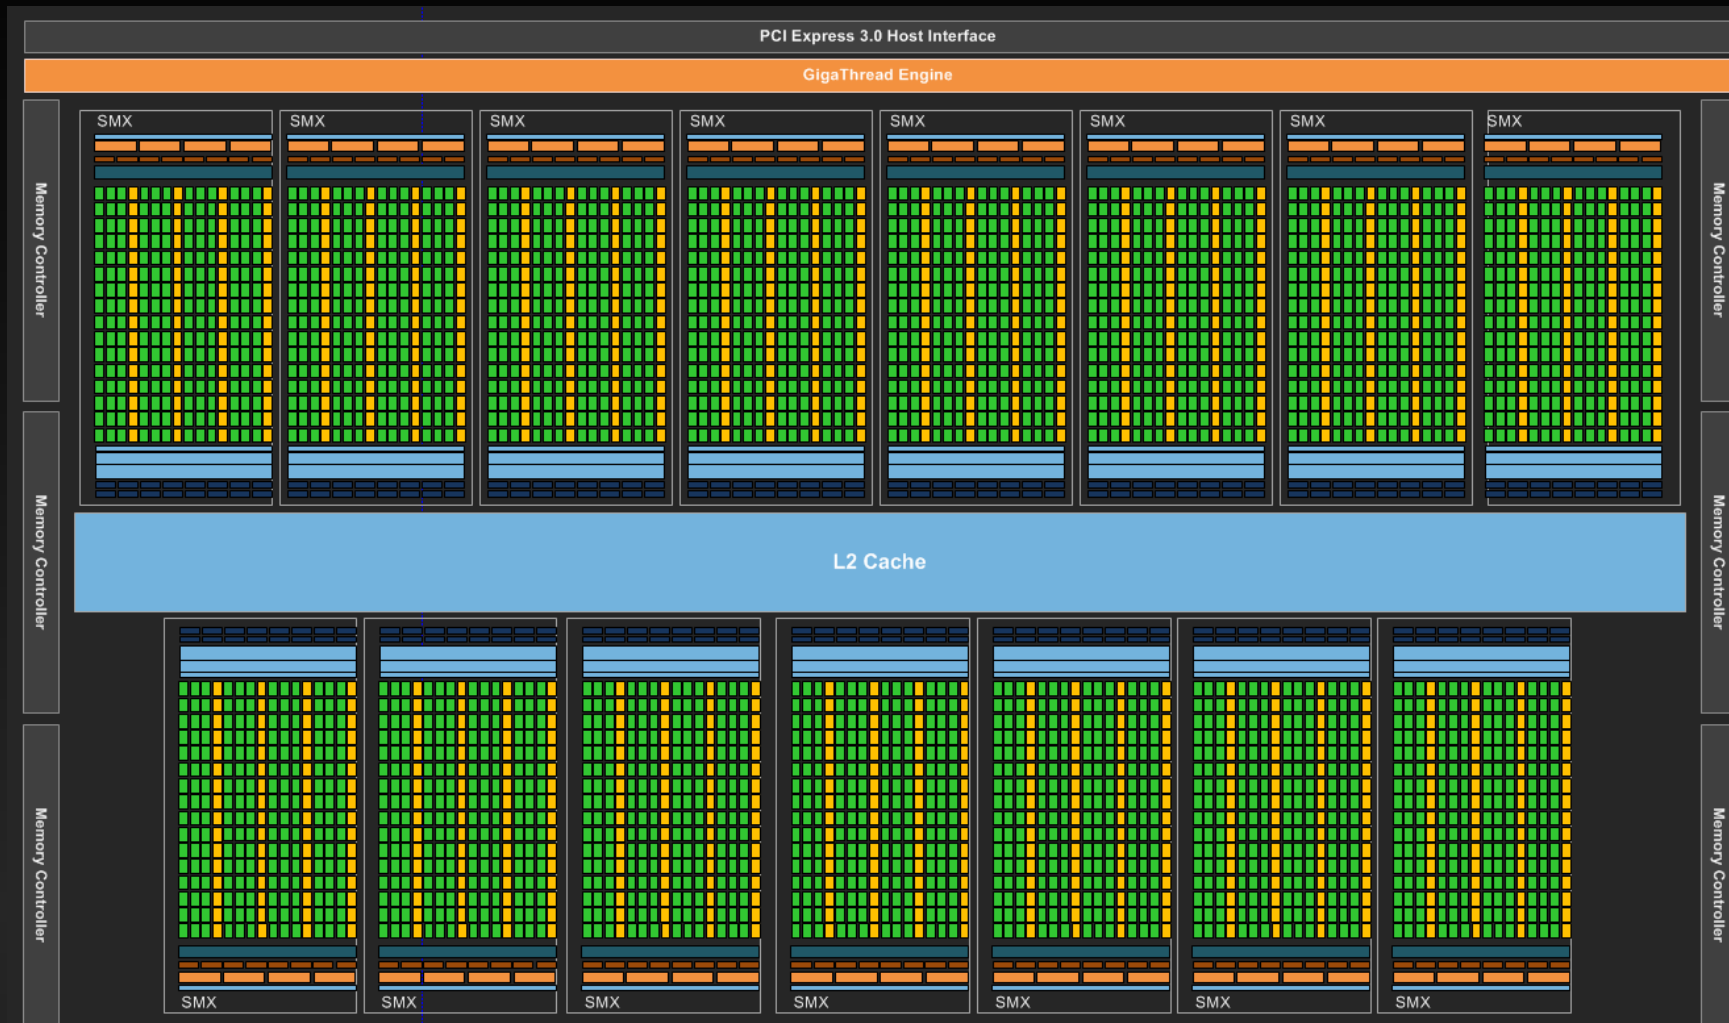 PCI Express 3.0 Host Interface
GigaThread Engine
SMX
SMX
SMX
SMX
SMX
SMX
SMX
SMX
Memory Controller
Memory Controller
Memory Controller
Memory Controller
L2 Cache
Memory Controller
Memory Controller
SMX
SMX
SMX
SMX
SMX
SMX
SMX